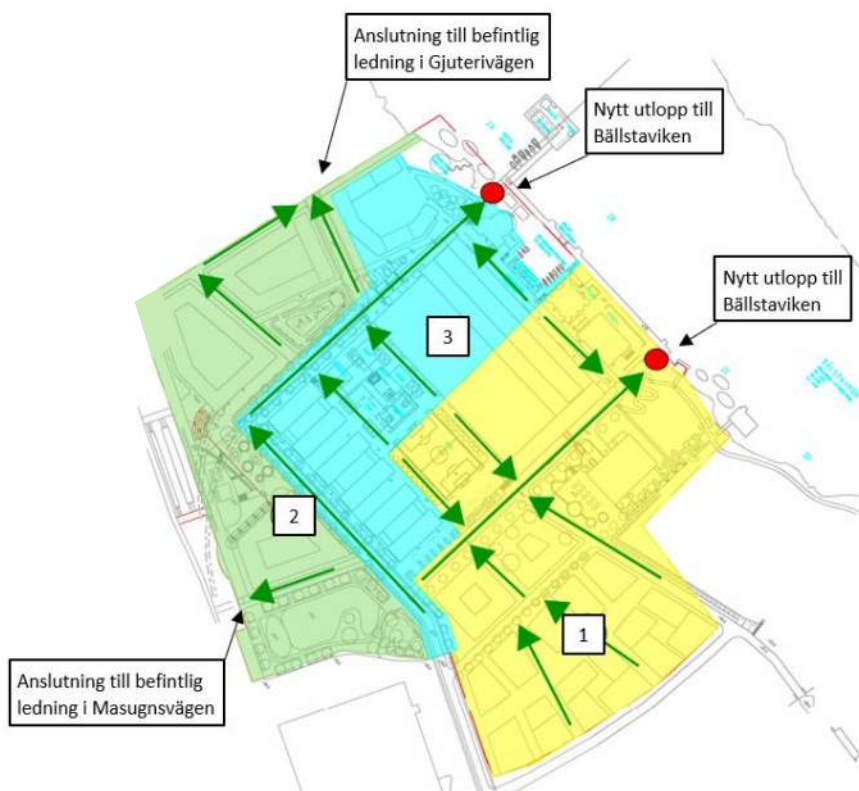 Anslutning till befintlig
ledning i Gjuterivägen
Nytt utlopp till
Bällstaviken
Nytt utlopp till
Bällstaviken
3
2
1
Anslutning till befintlig
ledning i Masugnsvägen